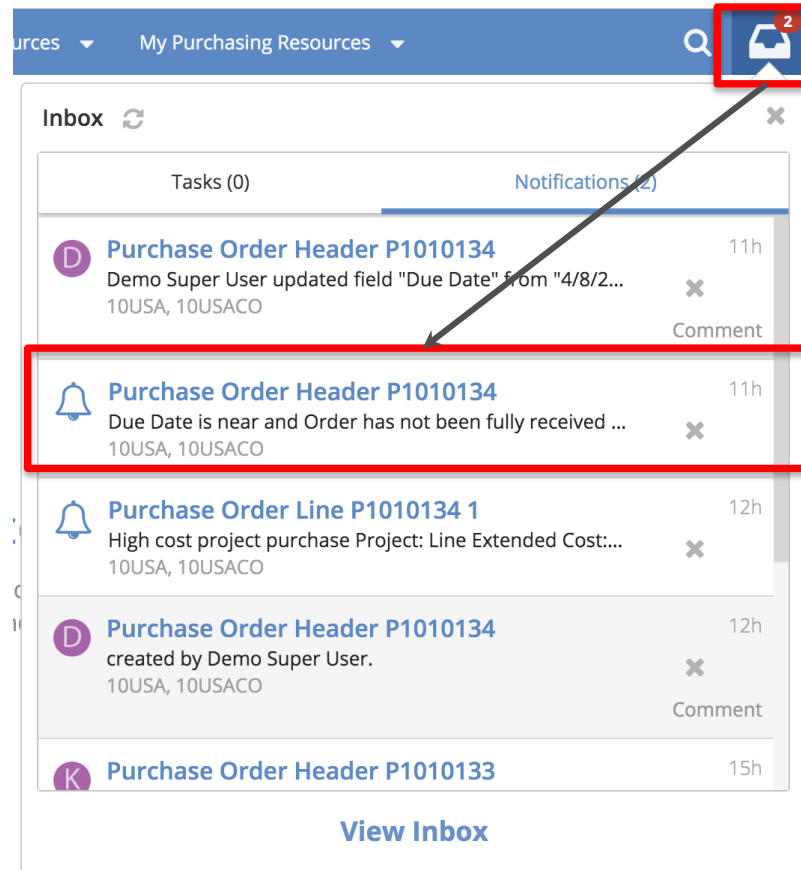 urces
My Purchasing Resources
2
Inbox
Tasks (0)
Notifications (2)
D
Purchase Order Header P1010134
11h
Demo Super User updated field "Due Date" from "4/8/2...
10USA, 10USACO
Comment
Purchase Order Header P1010134
11h
Due Date is near and Order has not been fully received ...
10USA, 10USACO
Purchase Order Line P1010134 1
12h
High cost project purchase Project: Line Extended Cost:...
10USA, 10USACO
D
Purchase Order Header P1010134
12h
created by Demo Super User.
10USA, 10USACO
Comment
K
Purchase Order Header P1010133
15h
View Inbox